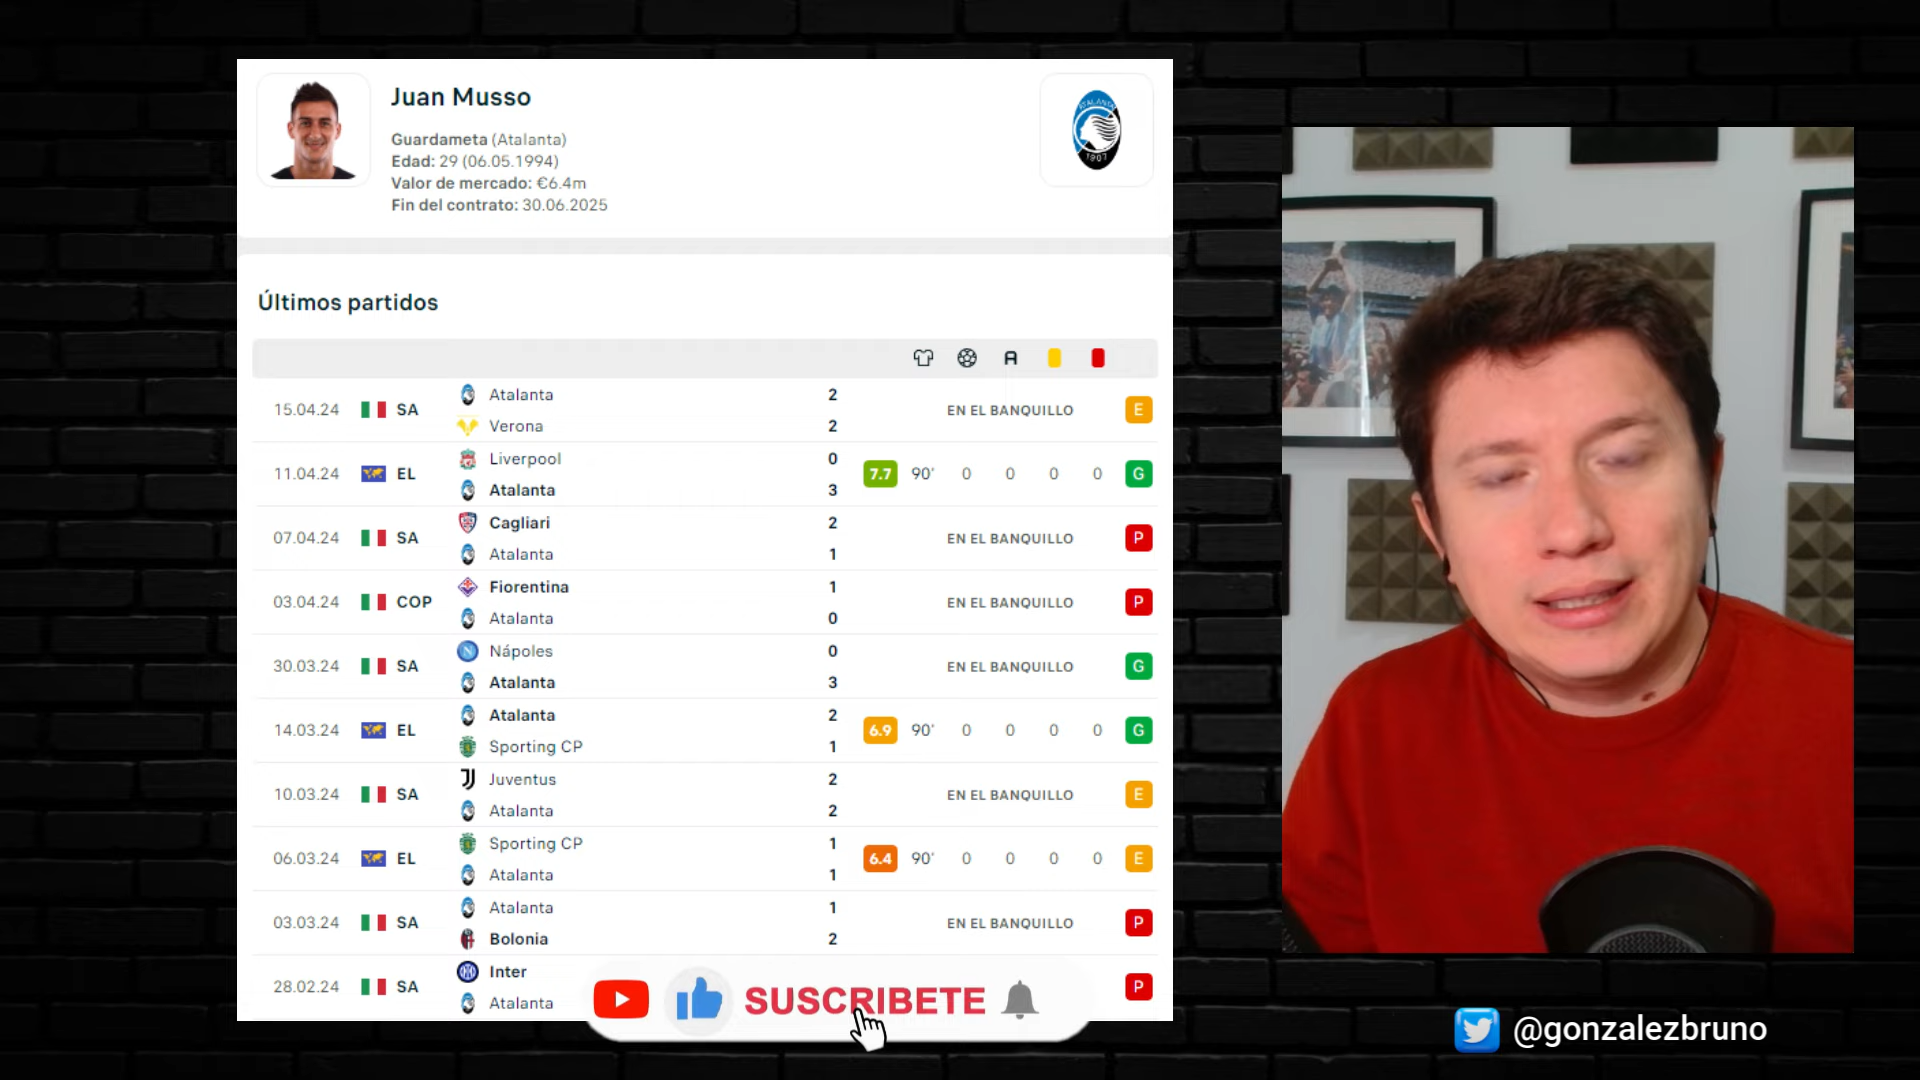 Juan Musso
Guardameta (Atalanta)
Edad: 29 (06.05.1994)
Valor de mercado: €6.4m
Fin del contrato: 30.06.2025
ATALANTA
1907
Últimos partidos
A
15.04.24 SA Atalanta 2 EN EL BANQUILLO E
Verona 2
11.04.24 EL Liverpool 0 7.7 90' 0 0 0 0 G
Atalanta 3
07.04.24 SA Cagliari 2 EN EL BANQUILLO P
Atalanta 1
03.04.24 COP Fiorentina 1 EN EL BANQUILLO P
Atalanta 0
30.03.24 SA Nápoles 0 EN EL BANQUILLO G
Atalanta 3
14.03.24 EL Atalanta 2 6.9 90' 0 0 0 0 G
Sporting CP 1
10.03.24 SA Juventus 2 EN EL BANQUILLO E
Atalanta 2
06.03.24 EL Sporting CP 1 6.4 90' 0 0 0 0 E
Atalanta 1
03.03.24 SA Atalanta 1 EN EL BANQUILLO P
Bolonia 2
28.02.24 SA Inter P
Atalanta
SUSCRIBETE
@gonzalezbruno